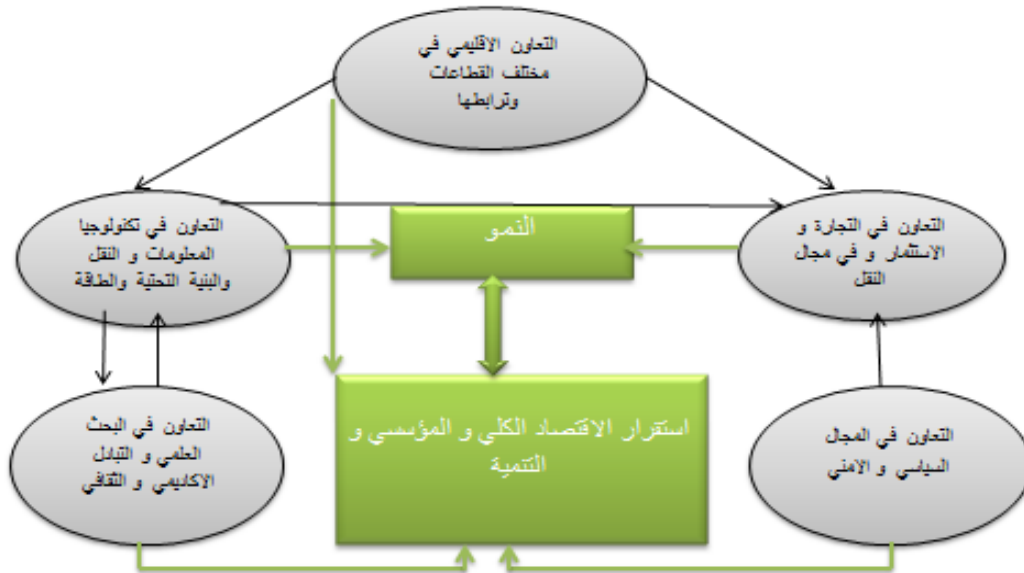 التعاون الاقليمي في
مختلف القطاعات
وترابطها
التعاون في التجارة و
الاستثمار و في مجال
النقل
النمو
التعاون في تكنولوجيا
المعلومات و النقل
والبنية التحتية والطاقة
استقرار الاقتصاد الكلي و المؤسسي و
التنمية
التعاون في المجال
السياسي و الامني
التعاون في البحث
العلمي و التبادل
الاكاديمي و الثقافي